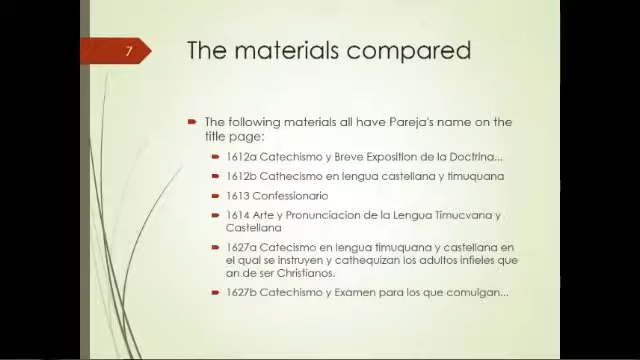 7
The materials compared
The following materials all have Pareja's name on the
title page:
1612a Catechismo y Breve Exposition de la Doctrina...
1612b Cathecismo en lengua castellana y timuquana
1613 Confessionario
1614 Arte y Pronunciacion de la Lengua Timucvana y
Castellana
1627a Catecismo en lengua timuquana y castellana en
el qual se instruyen y cathequizan los adultos infieles que
an de ser Christianos.
1627b Catechismo y Examen para los que comulgan...